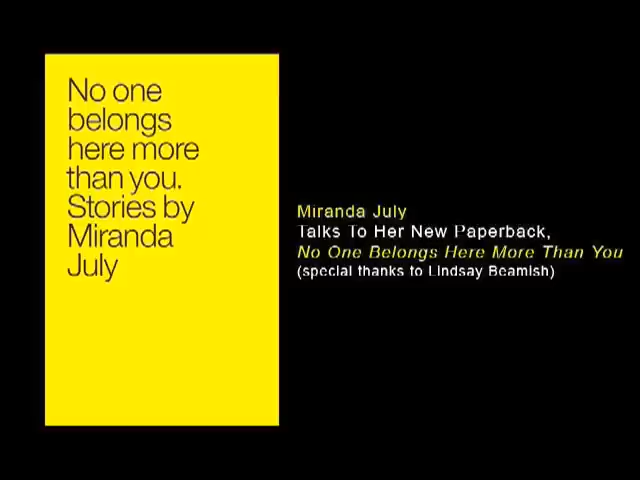 No one
belongs
here more
than you.
Stories by
Miranda
July
Miranda July
Talks To Her New Paperback,
No One Belongs Here More Than You
(special thanks to Lindsay Beamish)